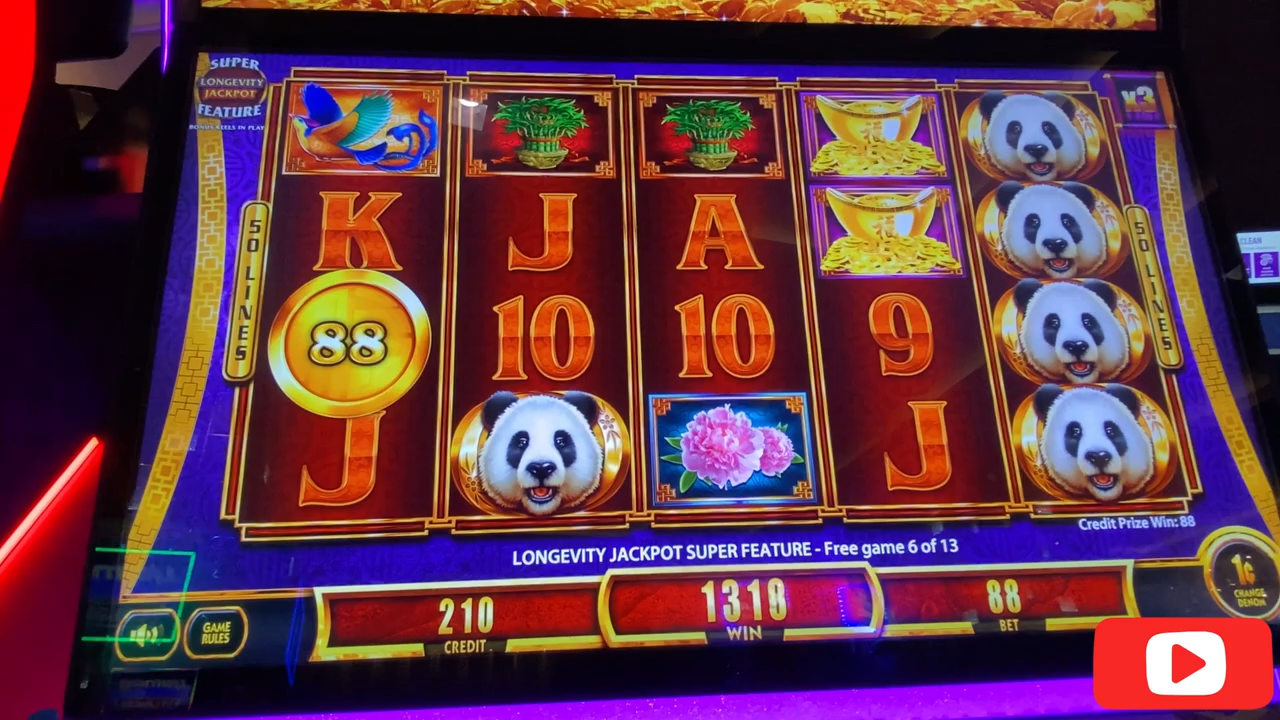 SUPER
LONGEVITY
JACKPOT
FEATURE
BONUS REELS IN PLAY
x3
50 LINES
50 LINES
K
J
A
88
10
10
9
J
J
Credit Prize Win: 88
LONGEVITY JACKPOT SUPER FEATURE - Free game 6 of 13
210
CREDIT
1318
WIN
88
BET
1¢
CHANGE
DENOM
GAME
RULES
CLEAN